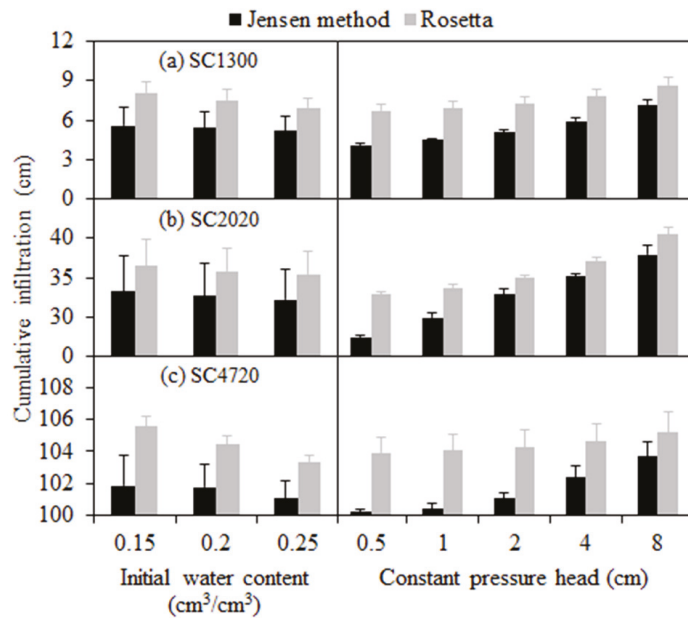 Jensen method Rosetta
12
(a) SC1300
9
6
3
0
(b) SC2020
40
35
30
0
(c) SC4720
106
104
102
100
Cumulative infiltration (cm)
0.15 0.2 0.25 0.5 1 2 4 8
Initial water content Constant pressure head (cm)
(cm³/cm³)